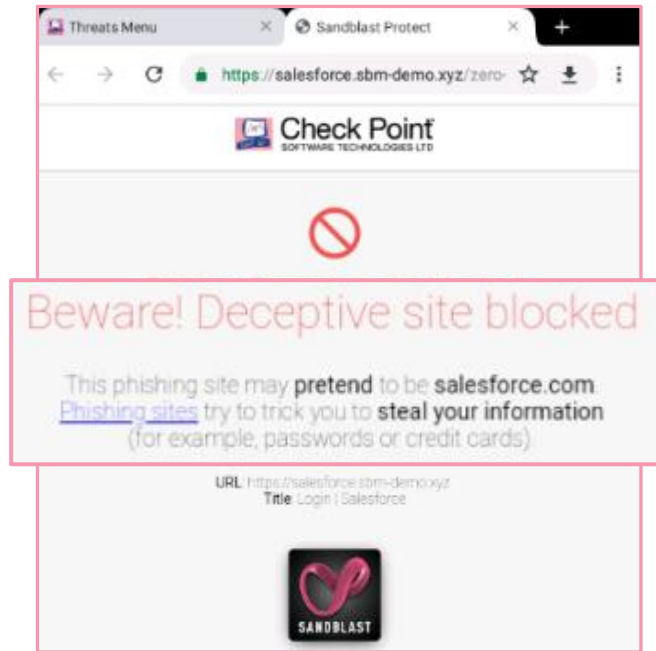 Threats Menu
Sandblast Protect
https://salesforce.sbm-demo.xyz/zero-
Check Point
SOFTWARE TECHNOLOGIES LTD
Beware! Deceptive site blocked
This phishing site may pretend to be salesforce.com.
Phishing sites try to trick you to steal your information
(for example, passwords or credit cards).
URL: https://salesforce.sbm-demo.xyz
Title: Login | Salesforce
SANDBLAST